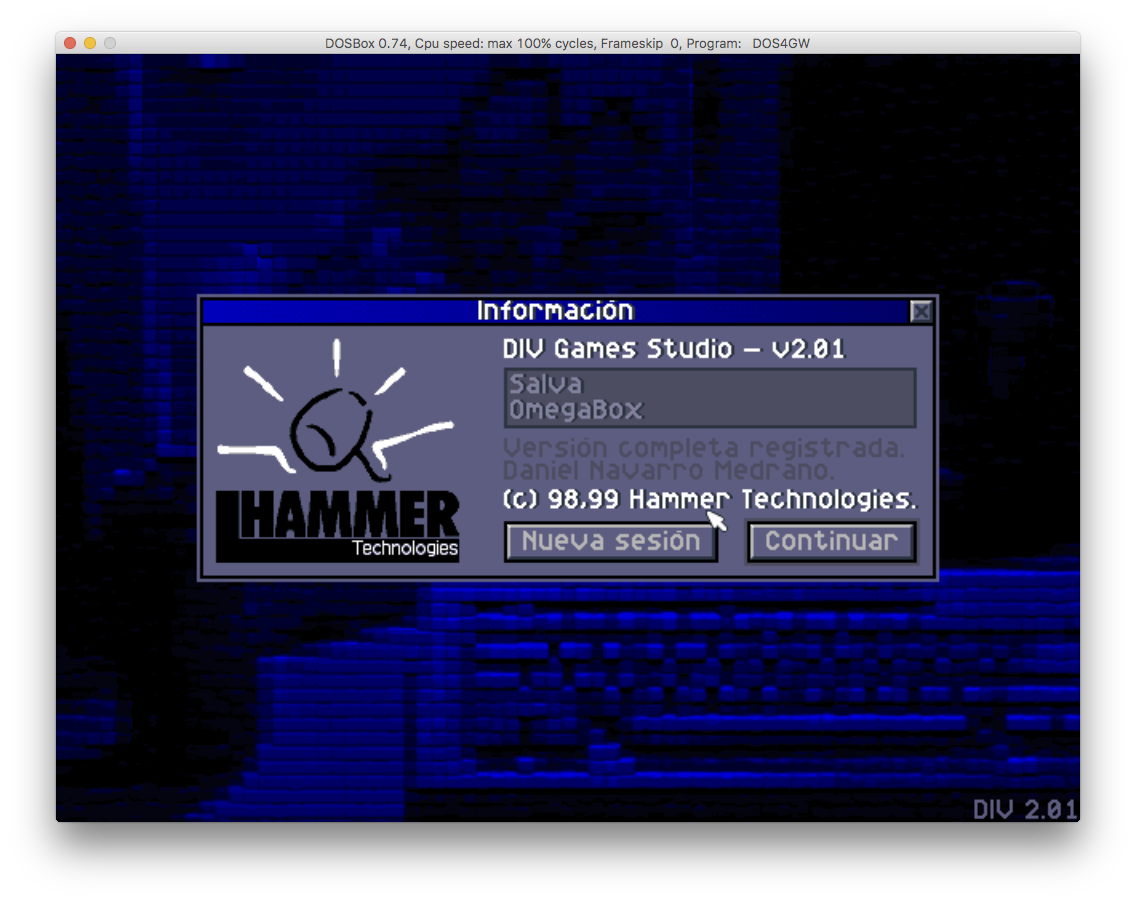 DOSBox 0.74, Cpu speed: max 100% cycles, Frameskip 0, Program: DOS4GW
Información
DIV Games Studio - v2.01
Salva
OmegaBox
Versión completa registrada.
Daniel Navarro Medrano.
(c) 98,99 Hammer Technologies.
HAMMER
Technologies
Nueva sesión
Continuar
DIV 2.01